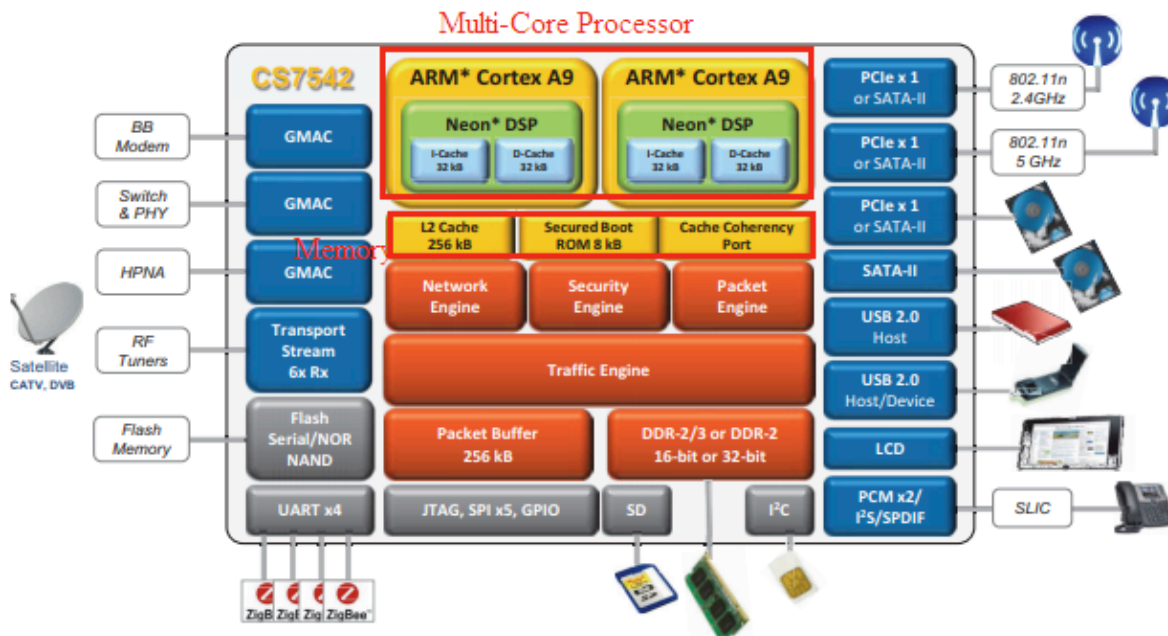 Multi-Core Processor
CS7542
ARM* Cortex A9
Neon* DSP
I-Cache
32 kB
D-Cache
32 kB
ARM* Cortex A9
Neon* DSP
I-Cache
32 kB
D-Cache
32 kB
Memory
L2 Cache
256 kB
Secured Boot
ROM 8 kB
Cache Coherency
Port
BB
Modem
GMAC
Switch
& PHY
GMAC
HPNA
GMAC
Satellite
CATV, DVB
RF
Tuners
Transport
Stream
6x Rx
Flash
Memory
Flash
Serial/NOR
NAND
UART x4
ZigB
ZigB
Zig
ZigBee™
Network
Engine
Security
Engine
Packet
Engine
Traffic Engine
Packet Buffer
256 kB
DDR-2/3 or DDR-2
16-bit or 32-bit
JTAG, SPI x5, GPIO
SD
I²C
PCIe x 1
or SATA-II
802.11n
2.4GHz
PCIe x 1
or SATA-II
802.11n
5 GHz
PCIe x 1
or SATA-II
SATA-II
USB 2.0
Host
USB 2.0
Host/Device
LCD
PCM x2/
I²S/SPDIF
SLIC